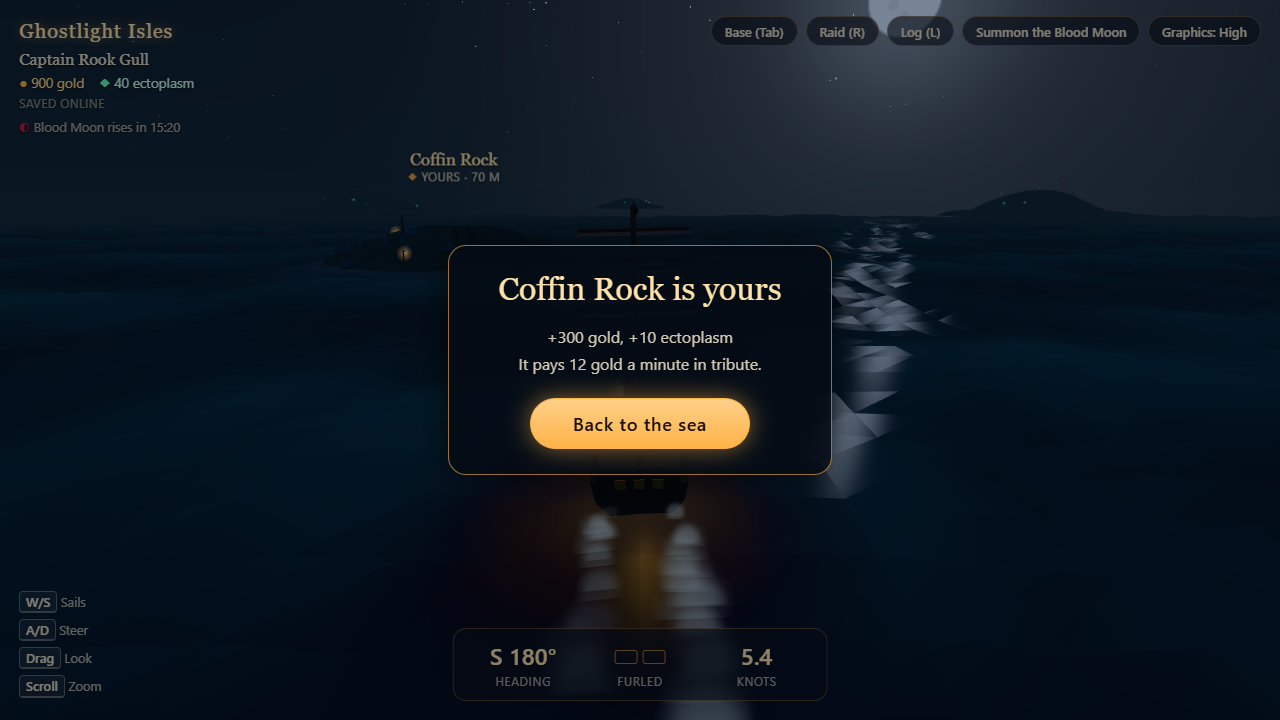 Ghostlight Isles
Captain Rook Gull
900 gold 40 ectoplasm
SAVED ONLINE
Blood Moon rises in 15:20
Base (Tab) Raid (R) Log (L) Summon the Blood Moon Graphics: High
Coffin Rock
YOURS · 70 M
Coffin Rock is yours
+300 gold, +10 ectoplasm
It pays 12 gold a minute in tribute.
Back to the sea
W/S Sails
A/D Steer
Drag Look
Scroll Zoom
S 180° 5.4
HEADING FURLED KNOTS